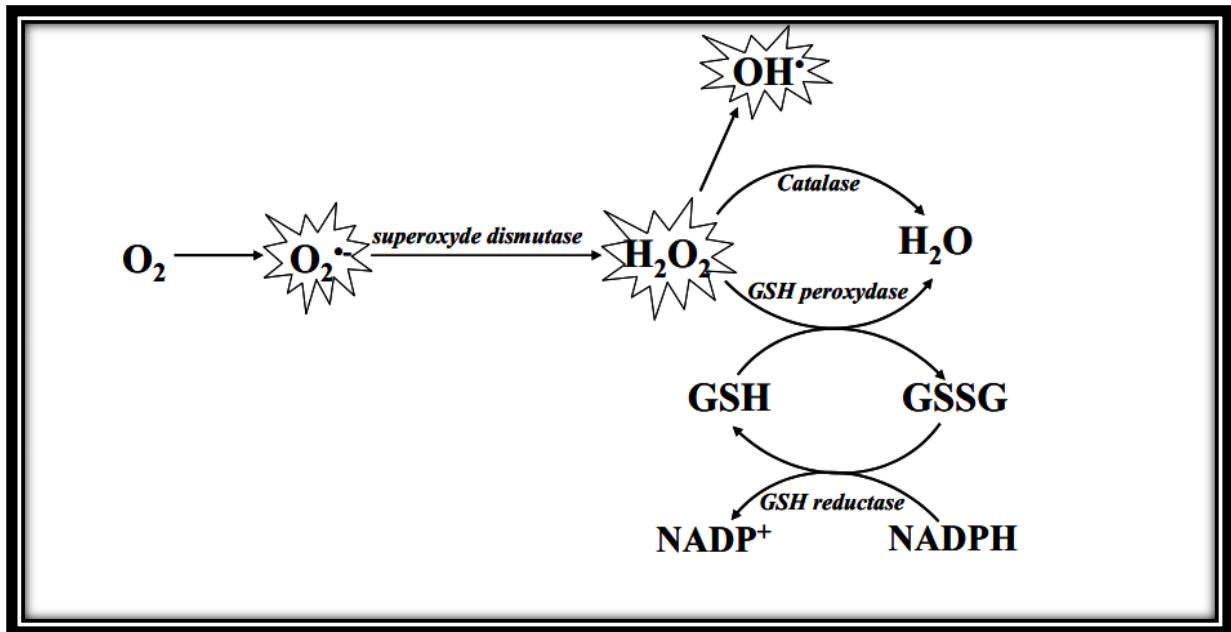 OH•
Catalase
O₂
O₂•-
superoxyde dismutase
H₂O₂
H₂O
GSH peroxydase
GSH
GSSG
GSH reductase
NADP⁺
NADPH